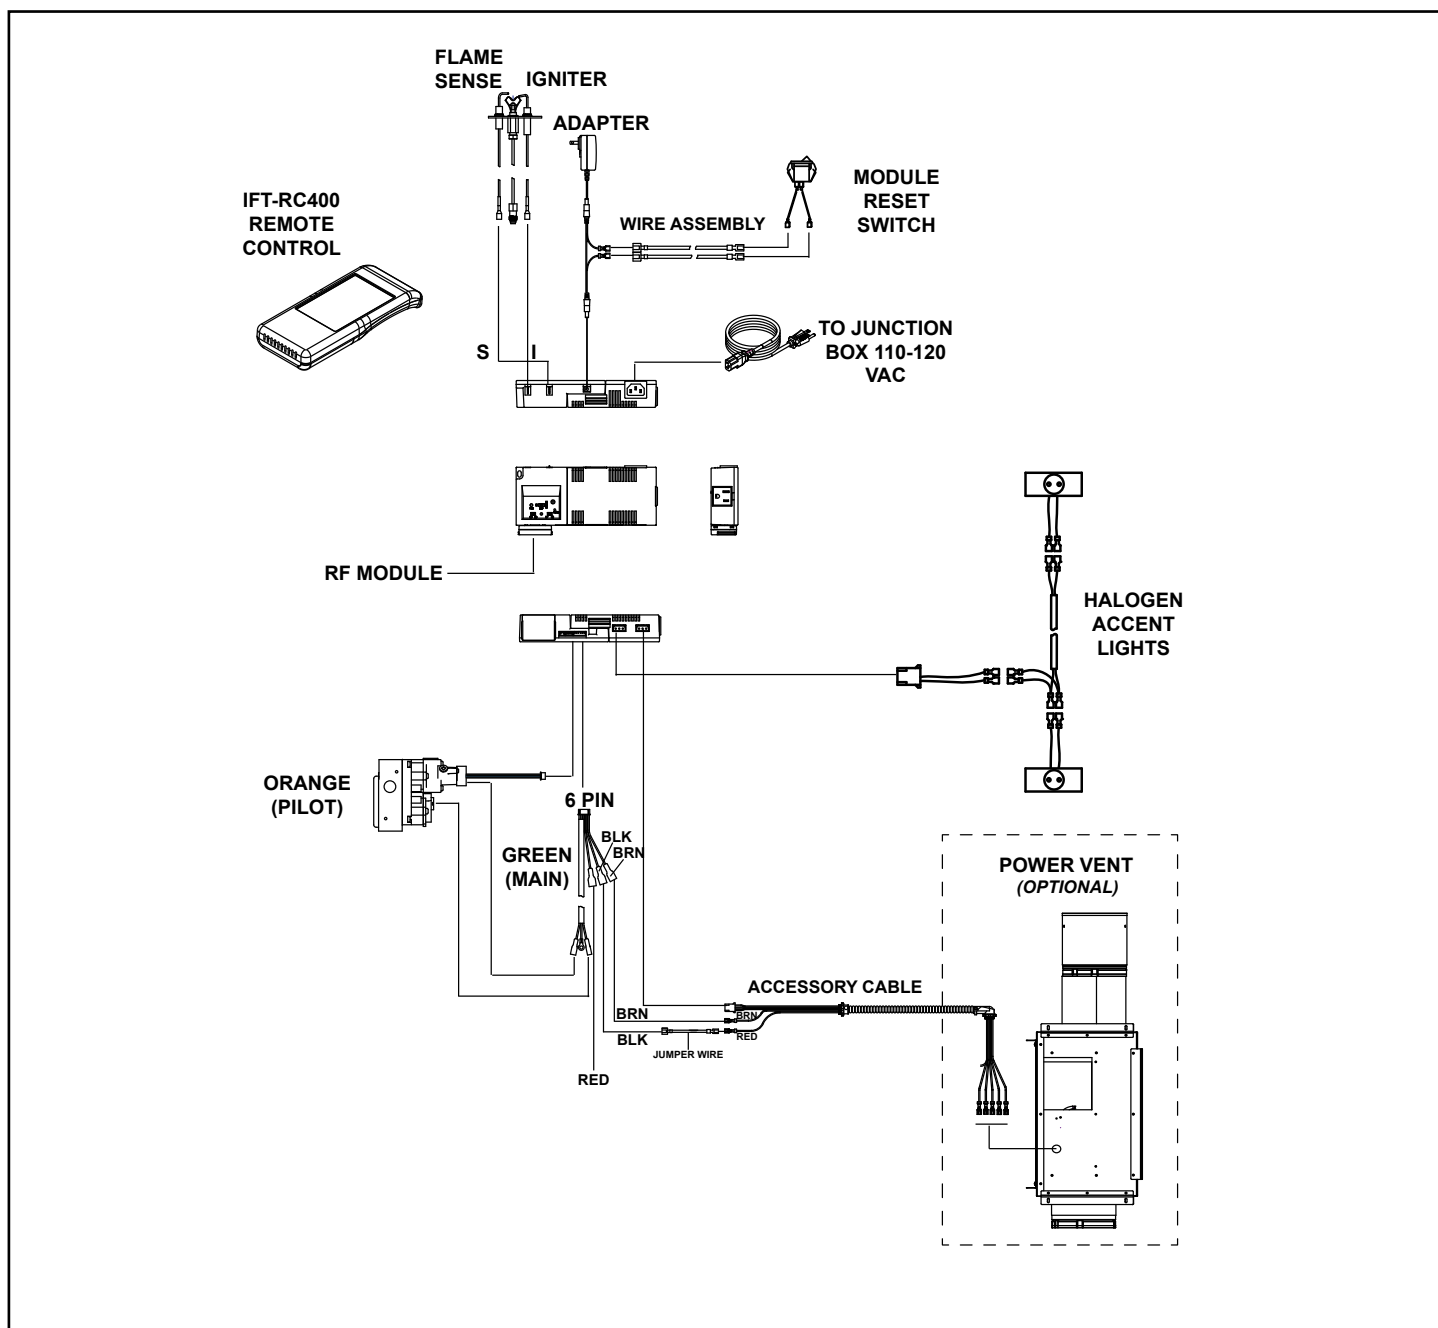 FLAME
SENSE
IGNITER
ADAPTER
MODULE
RESET
SWITCH
IFT-RC400
REMOTE
CONTROL
WIRE ASSEMBLY
S
I
TO JUNCTION
BOX 110-120
VAC
RF MODULE
HALOGEN
ACCENT
LIGHTS
ORANGE
(PILOT)
6 PIN
BLK
BRN
GREEN
(MAIN)
POWER VENT
(OPTIONAL)
ACCESSORY CABLE
BRN
BRN
BLK
RED
JUMPER WIRE
RED